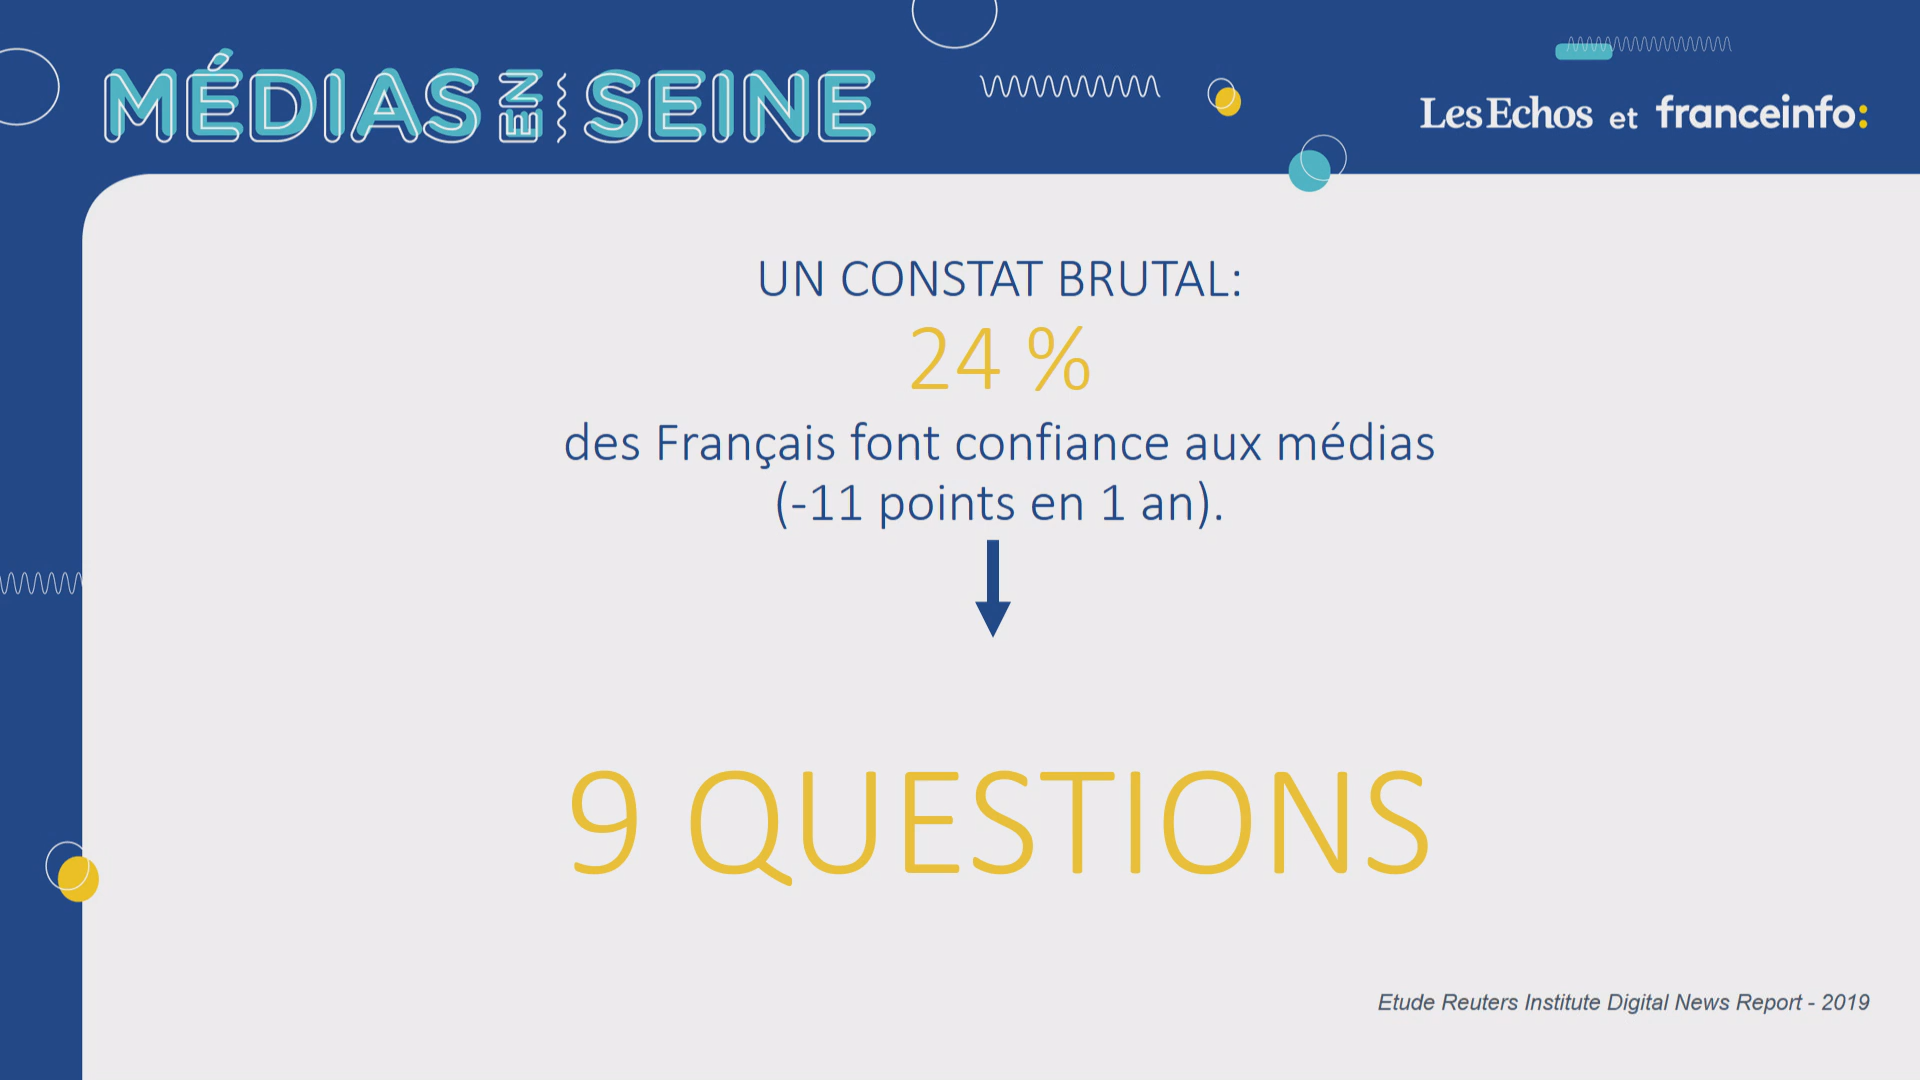 MÉDIAS EN SEINE
Les Echos et franceinfo:
UN CONSTAT BRUTAL:
24 %
des Français font confiance aux médias
(-11 points en 1 an).
9 QUESTIONS
Etude Reuters Institute Digital News Report - 2019